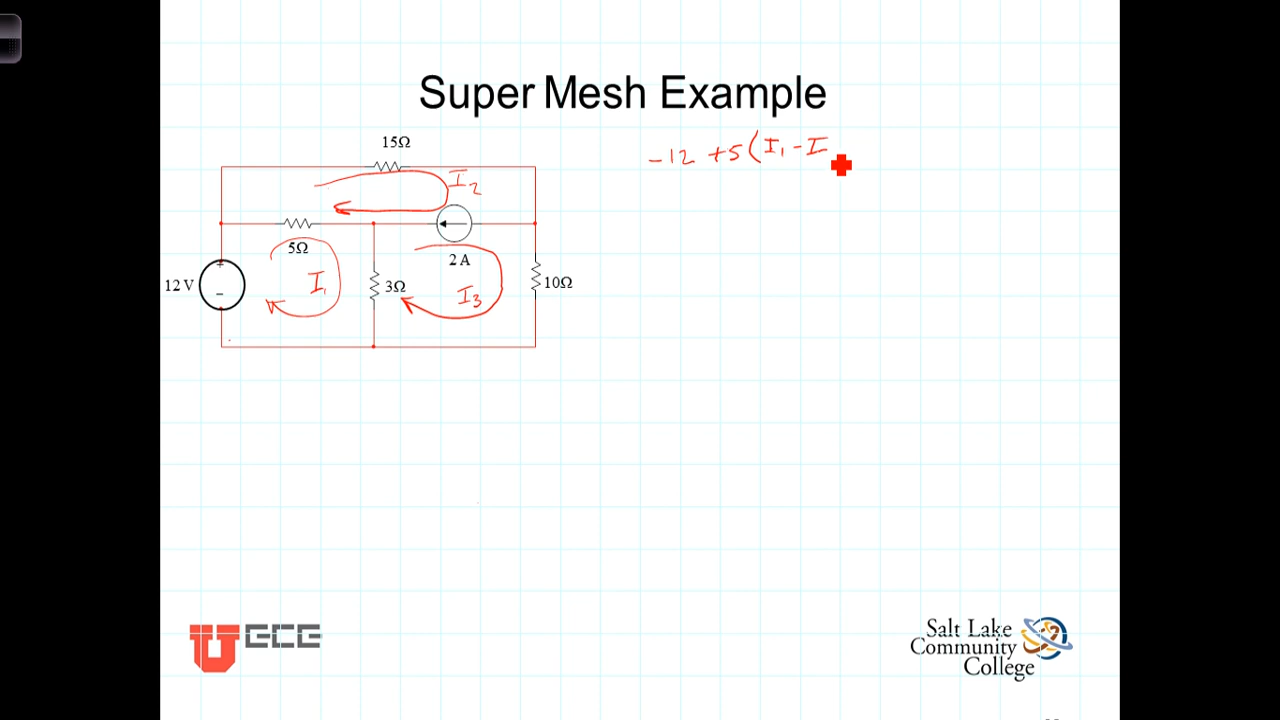 Super Mesh Example
-12 +5(I₁ -I
15Ω
I₂
5Ω
2 A
12 V
+
-
I₁
3Ω
I₃
10Ω
U ECE
Salt Lake
Community
College